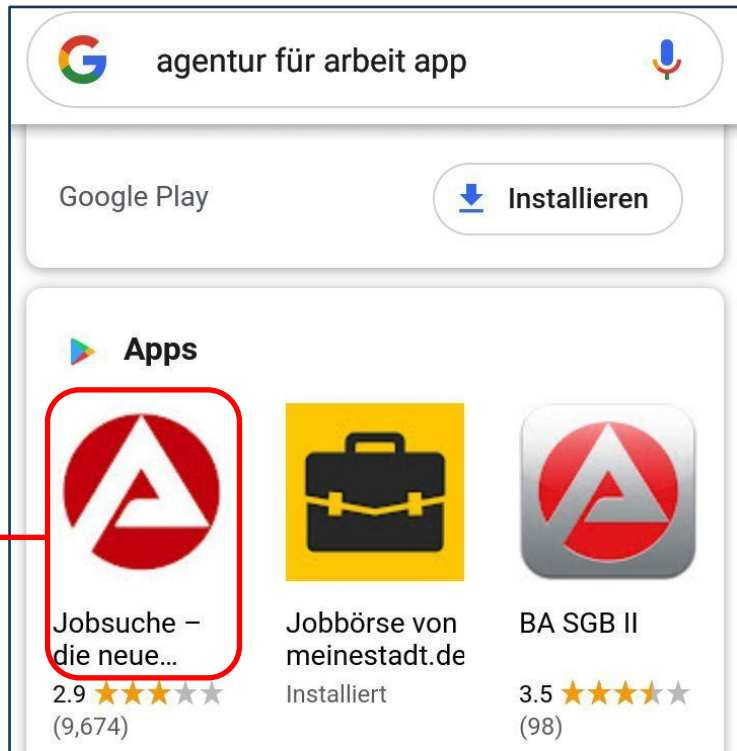 agentur für arbeit app
Google Play
Installieren
Apps
Jobsuche –
die neue...
2.9
(9,674)
Jobbörse von
meinestadt.de
Installiert
BA SGB II
3.5
(98)